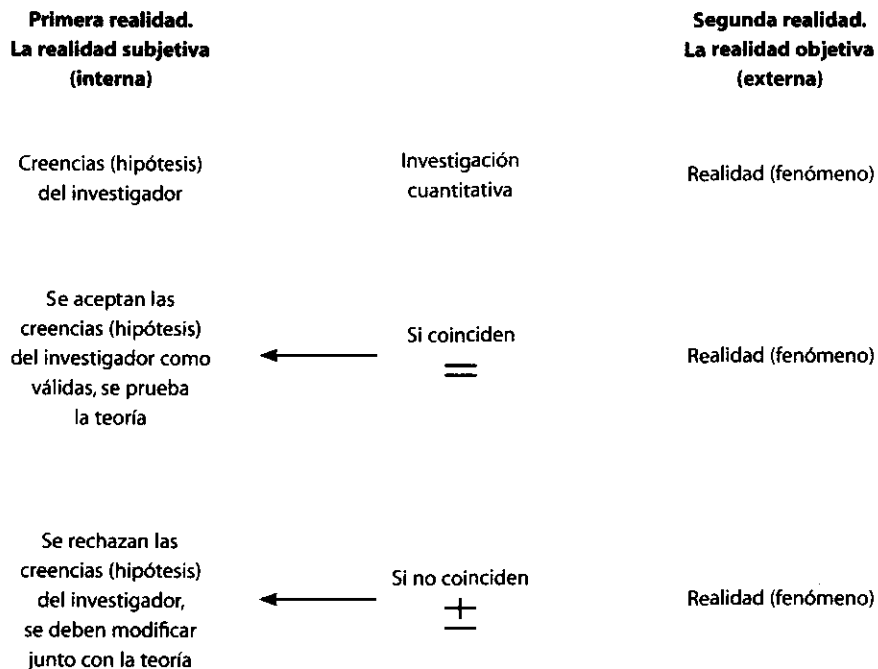 Primera realidad.
La realidad subjetiva
(interna)
Segunda realidad.
La realidad objetiva
(externa)
Creencias (hipótesis)
del investigador
Investigación
cuantitativa
Realidad (fenómeno)
Se aceptan las
creencias (hipótesis)
del investigador como
válidas, se prueba
la teoría
Si coinciden
=
Realidad (fenómeno)
Se rechazan las
creencias (hipótesis)
del investigador,
se deben modificar
junto con la teoría
Si no coinciden
±
Realidad (fenómeno)